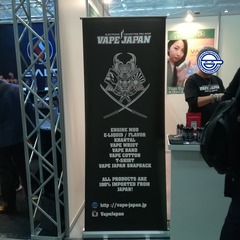 VAPE JAPAN
ENGINE MOD
E-LIQUID / FLAVOR
KHANTAL
VAPE WRIST
VAPE BAND
VAPE COTTON
T-SHIRT
VAPE JAPAN SNAPBACK
ALL PRODUCTS ARE
100% IMPORTED FROM
JAPAN!
http://vape-japan.jp
VapeJapan